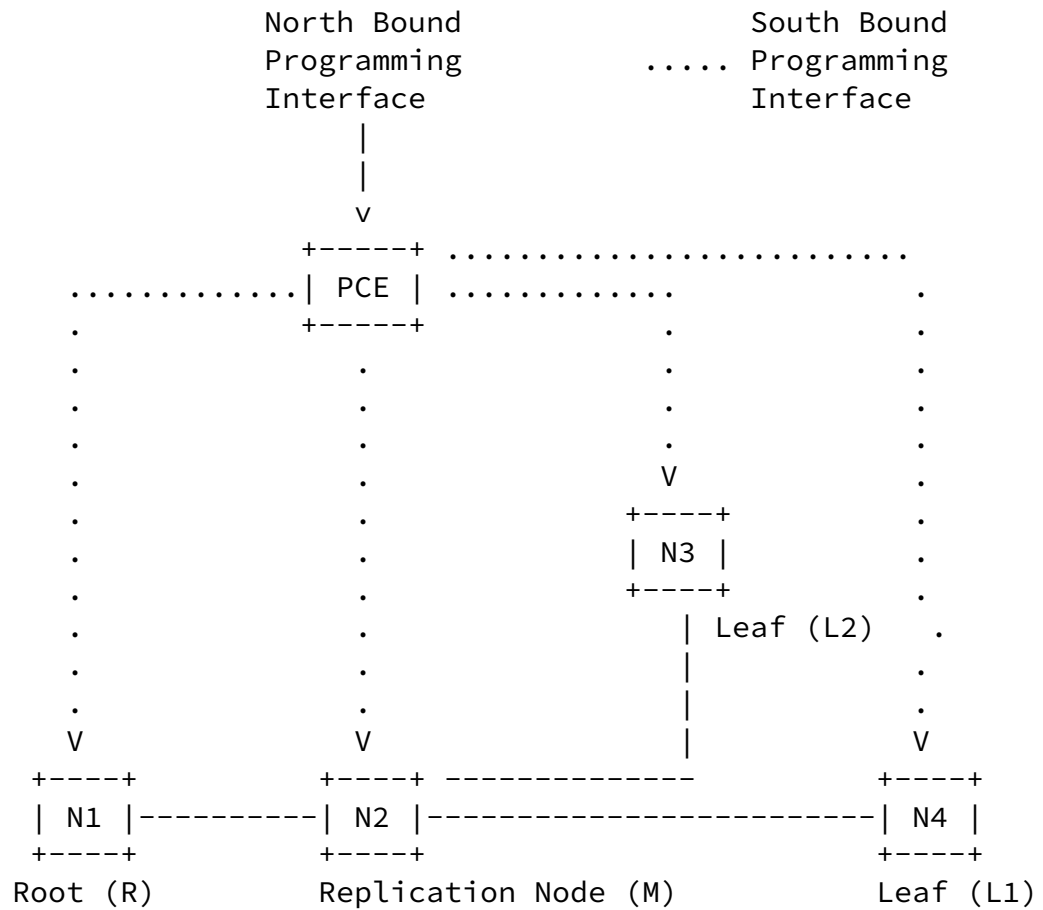 North Bound South Bound
Programming ..... Programming
Interface Interface
PCE
N3
Leaf (L2)
N1 N2 N4
Root (R) Replication Node (M) Leaf (L1)